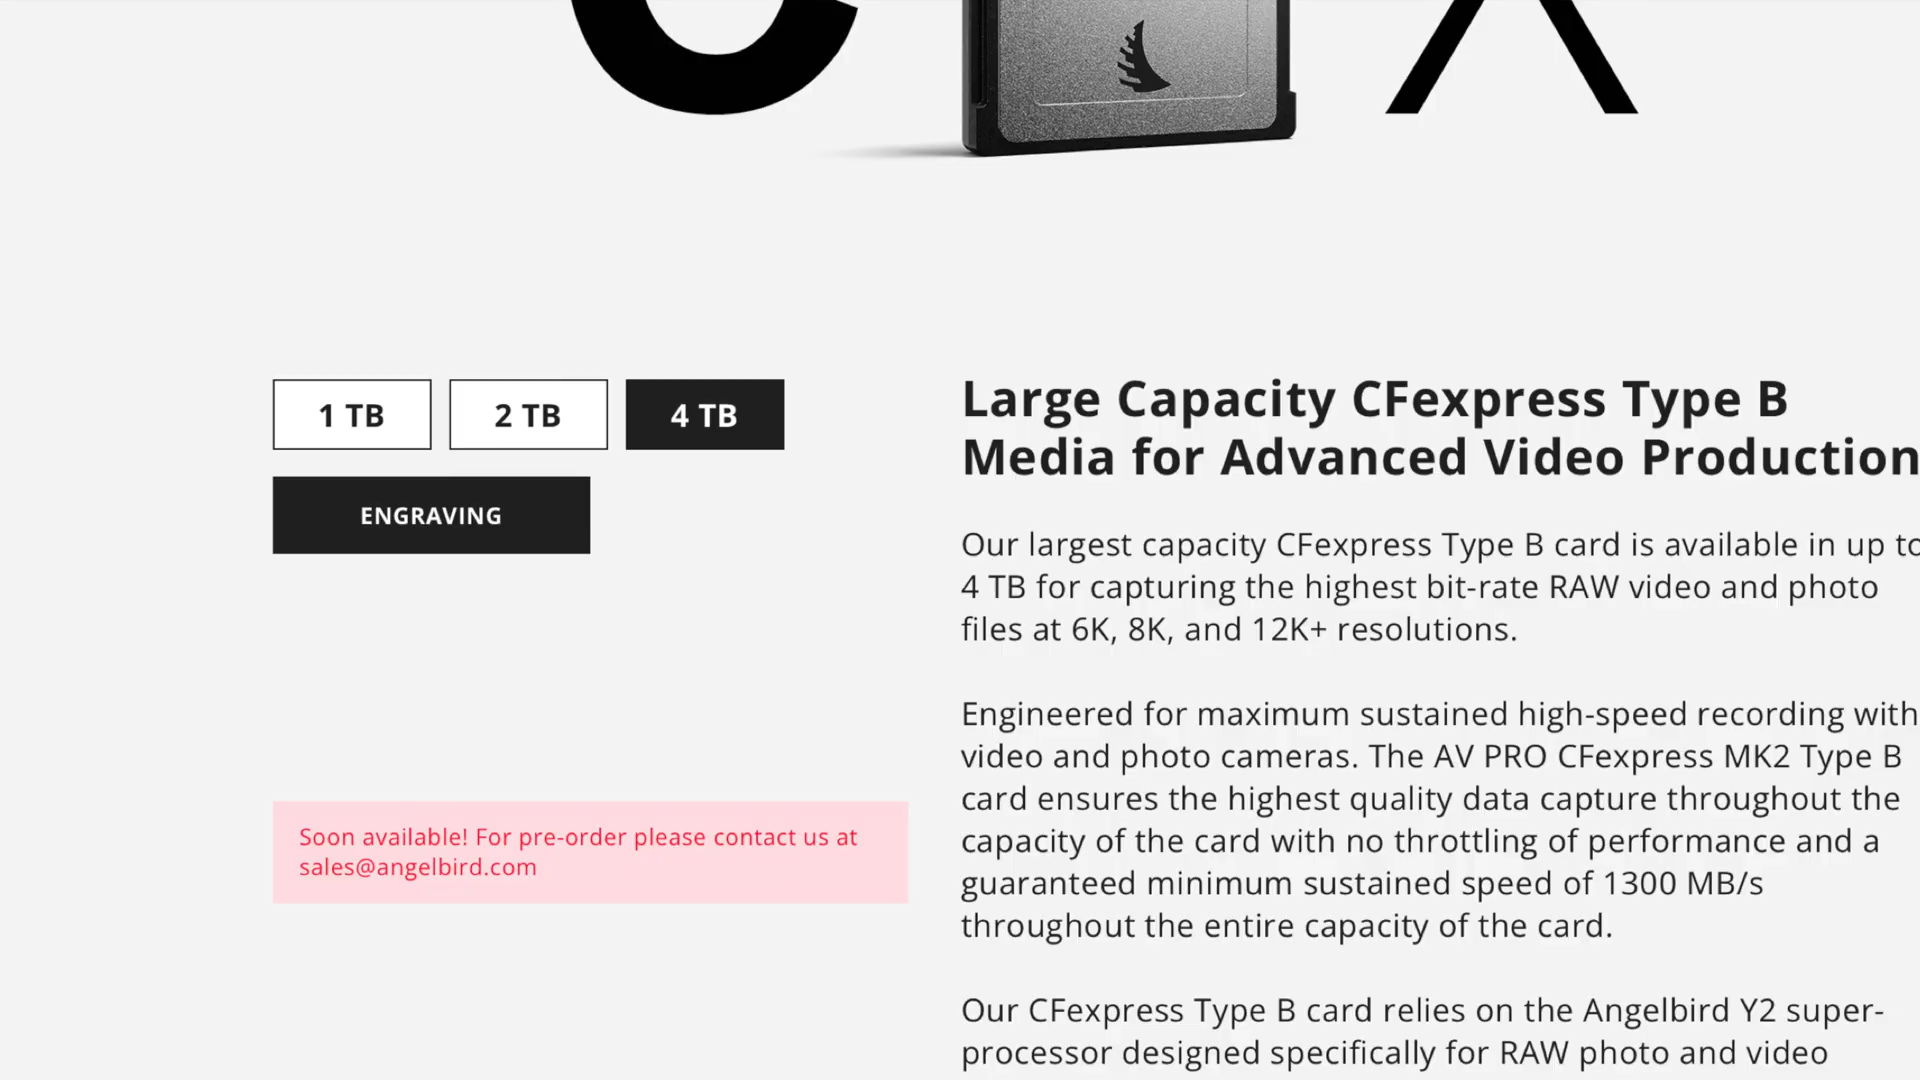 1 TB
2 TB
4 TB
ENGRAVING
Soon available! For pre-order please contact us at
sales@angelbird.com
Large Capacity CFexpress Type B
Media for Advanced Video Production
Our largest capacity CFexpress Type B card is available in up to
4 TB for capturing the highest bit-rate RAW video and photo
files at 6K, 8K, and 12K+ resolutions.
Engineered for maximum sustained high-speed recording with
video and photo cameras. The AV PRO CFexpress MK2 Type B
card ensures the highest quality data capture throughout the
capacity of the card with no throttling of performance and a
guaranteed minimum sustained speed of 1300 MB/s
throughout the entire capacity of the card.
Our CFexpress Type B card relies on the Angelbird Y2 super-
processor designed specifically for RAW photo and video